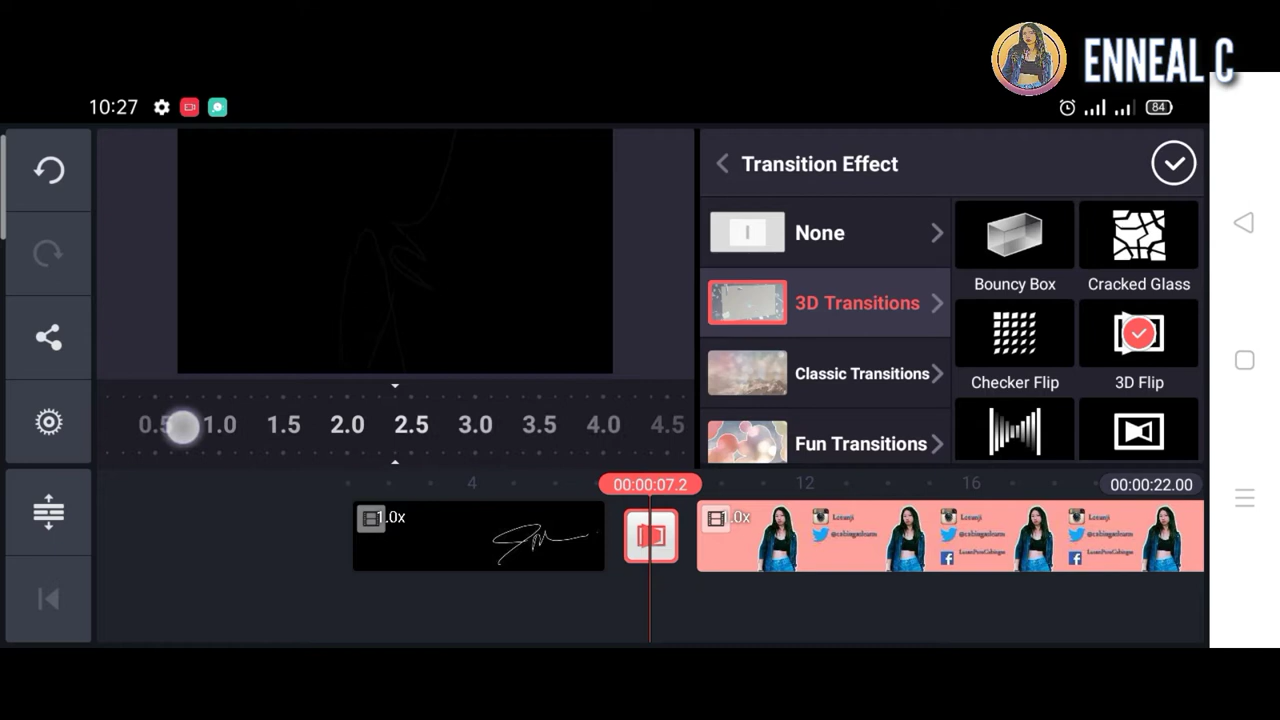 ENNEAL C
10:27
84
Transition Effect
None
3D Transitions
Classic Transitions
Fun Transitions
Bouncy Box
Cracked Glass
Checker Flip
3D Flip
0.5 1.0 1.5 2.0 2.5 3.0 3.5 4.0 4.5
4
00:00:07.2
12
16
00:00:22.00
1.0x
1.0x